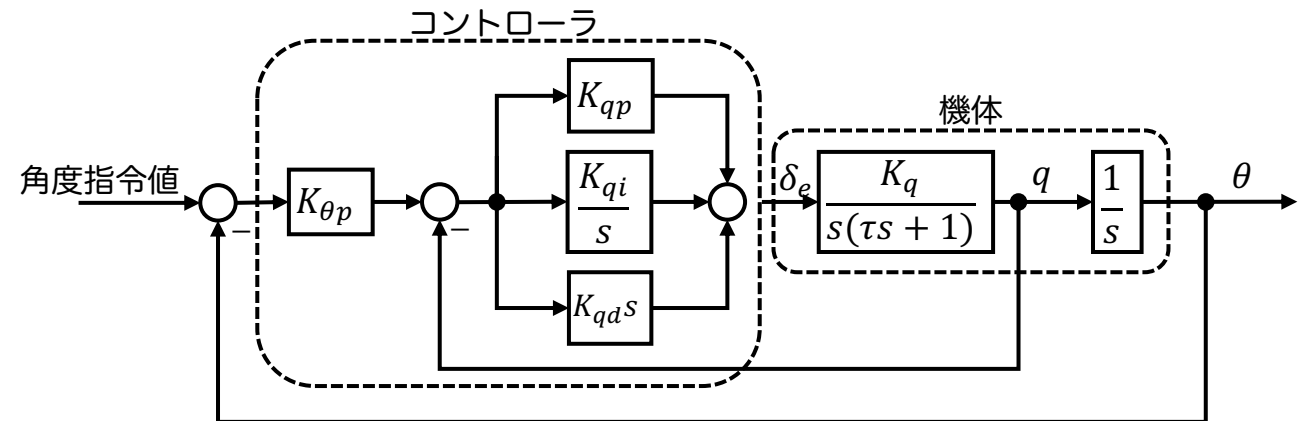 コントローラ
機体
角度指令値
−
K_{θp}
−
K_{qp}
K_{qi}
s
K_{qd}s
δ_e
K_q
s(τs + 1)
q
1
s
θ